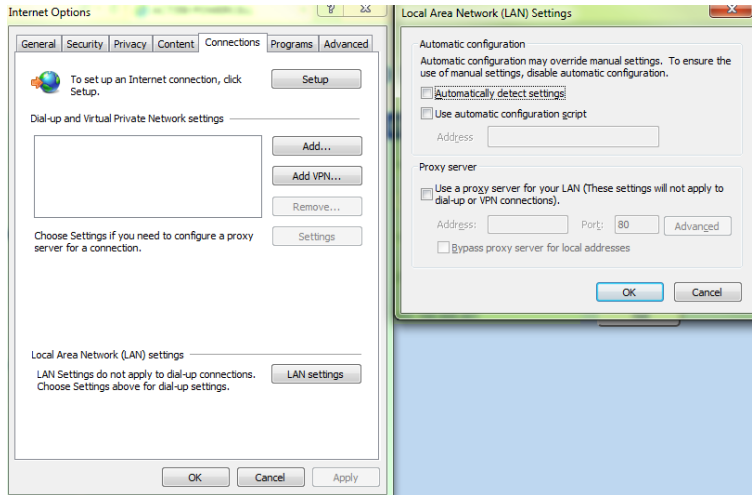 Internet Options
General Security Privacy Content Connections Programs Advanced
To set up an Internet connection, click
Setup.
Setup
Dial-up and Virtual Private Network settings
Add...
Add VPN...
Remove...
Choose Settings if you need to configure a proxy
server for a connection.
Settings
Local Area Network (LAN) settings
LAN Settings do not apply to dial-up connections.
Choose Settings above for dial-up settings.
LAN settings
OK Cancel Apply
Local Area Network (LAN) Settings
Automatic configuration
Automatic configuration may override manual settings. To ensure the
use of manual settings, disable automatic configuration.
Automatically detect settings
Use automatic configuration script
Address
Proxy server
Use a proxy server for your LAN (These settings will not apply to
dial-up or VPN connections).
Address: Port: 80 Advanced
Bypass proxy server for local addresses
OK Cancel